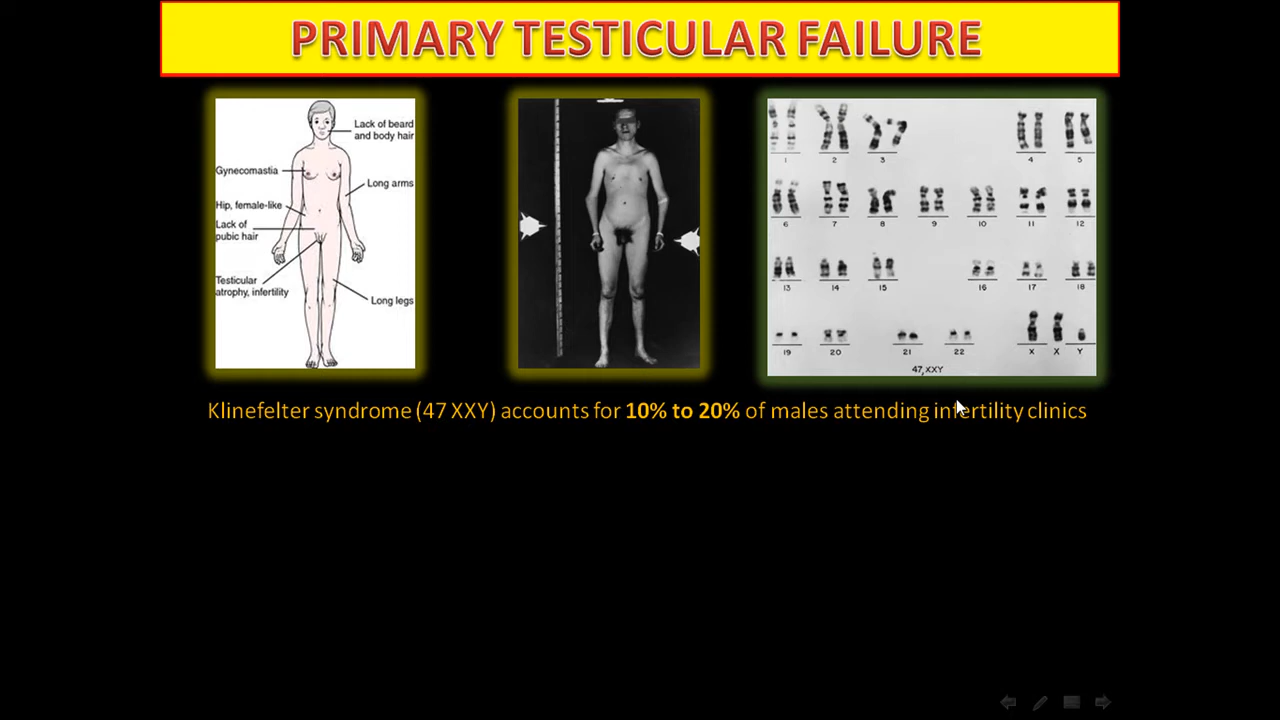 PRIMARY TESTICULAR FAILURE
Lack of beard
and body hair
Gynecomastia
Long arms
Hip, female-like
Lack of
pubic hair
Testicular
atrophy, infertility
Long legs
1 2 3 4 5
6 7 8 9 10 11 12
13 14 15 16 17 18
19 20 21 22 X X Y
47, XXY
Klinefelter syndrome (47 XXY) accounts for 10% to 20% of males attending infertility clinics